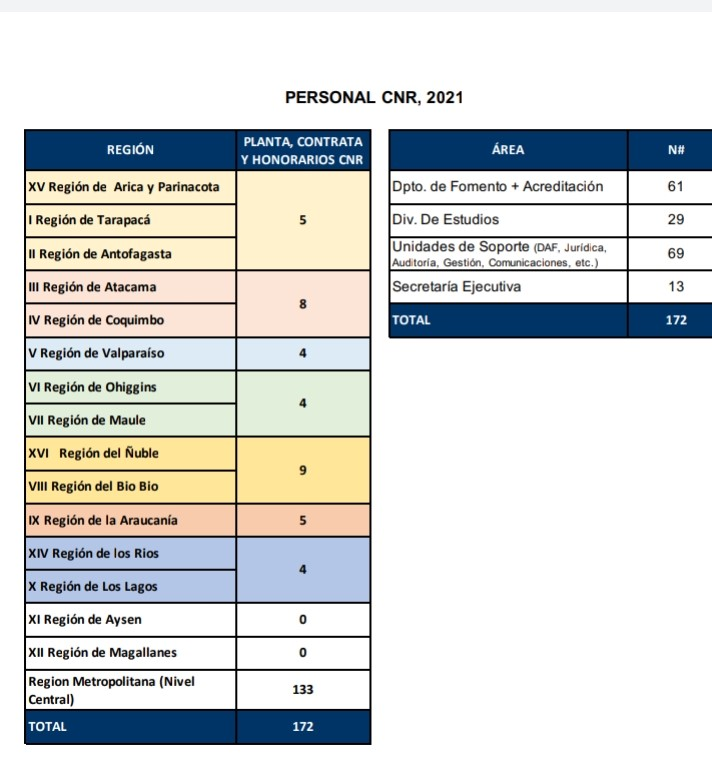 PERSONAL CNR, 2021
REGIÓN
PLANTA, CONTRATA
Y HONORARIOS CNR
XV Región de Arica y Parinacota
I Región de Tarapacá
5
II Región de Antofagasta
III Región de Atacama
8
IV Región de Coquimbo
V Región de Valparaíso
4
VI Región de Ohiggins
4
VII Región de Maule
XVI Región del Ñuble
9
VIII Región del Bio Bio
IX Región de la Araucanía
5
XIV Región de los Rios
4
X Región de Los Lagos
XI Región de Aysen
0
XII Región de Magallanes
0
Region Metropolitana (Nivel
Central)
133
TOTAL
172
ÁREA
N#
Dpto. de Fomento + Acreditación
61
Div. De Estudios
29
Unidades de Soporte (DAF, Jurídica,
Auditoría, Gestión, Comunicaciones, etc.)
69
Secretaría Ejecutiva
13
TOTAL
172